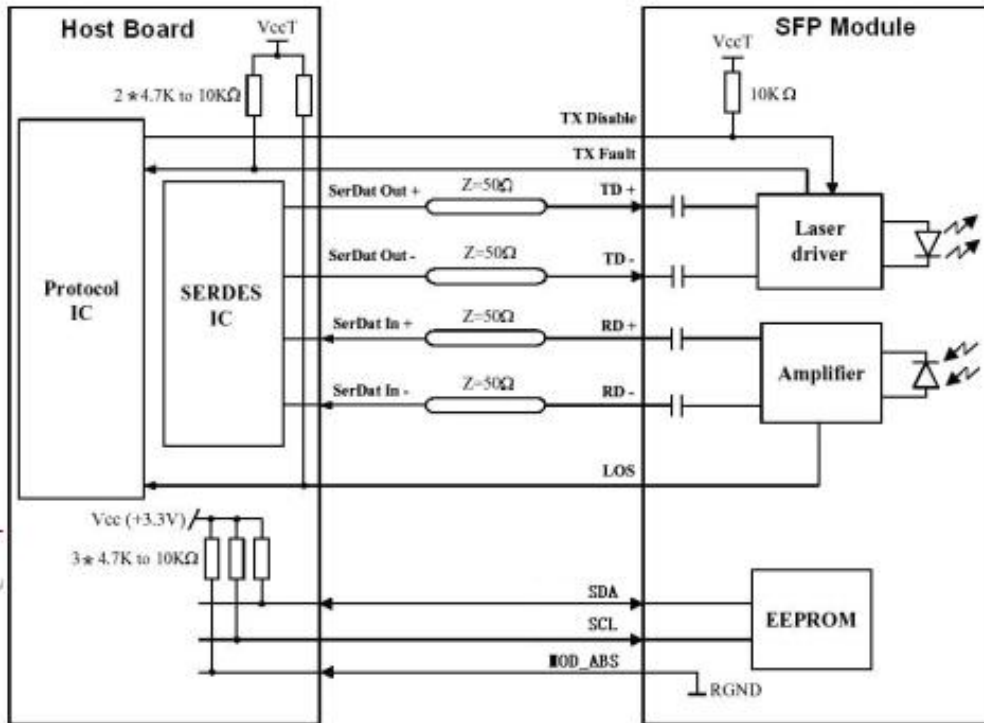 Host Board
SFP Module
VccT
VccT
2*4.7K to 10KΩ
10KΩ
TX Disable
TX Fault
SerDat Out +
Z=50Ω
TD +
Laser
driver
SerDat Out -
Z=50Ω
TD -
Protocol
IC
SERDES
IC
SerDat In +
Z=50Ω
RD +
Amplifier
SerDat In -
Z=50Ω
RD -
LOS
Vcc (+3.3V)
3*4.7K to 10KΩ
SDA
SCL
EEPROM
MOD_ABS
RGND